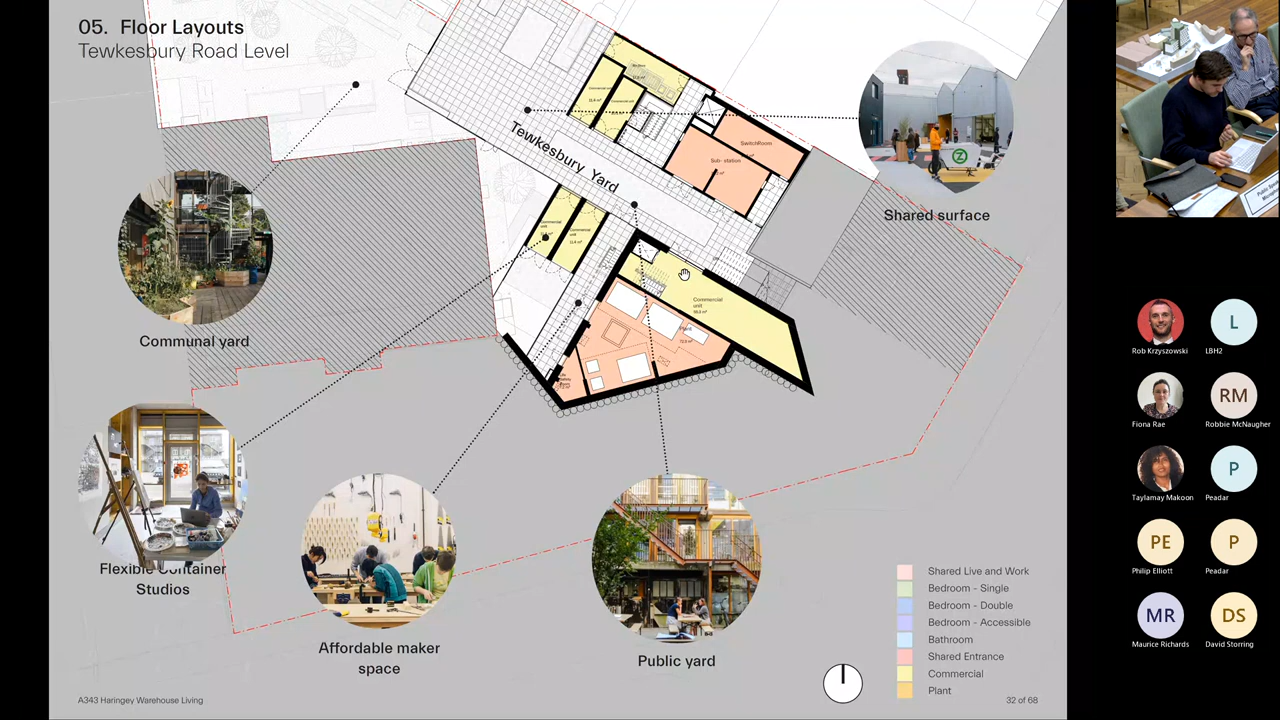 05. Floor Layouts
Tewkesbury Road Level
Tewkesbury Yard
SwitchRoom
Sub- station
Commercial
unit
Plant
Shared surface
Communal yard
Flexible Container
Studios
Affordable maker
space
Public yard
Shared Live and Work
Bedroom - Single
Bedroom - Double
Bedroom - Accessible
Bathroom
Shared Entrance
Commercial
Plant
A343 Haringey Warehouse Living
32 of 68
Rob Krzyszowski
L
LBH2
Fiona Rae
RM
Robbie McNaugher
Taylamay Makoon
P
Peadar
PE
Philip Elliott
P
Peadar
MR
Maurice Richards
DS
David Storring